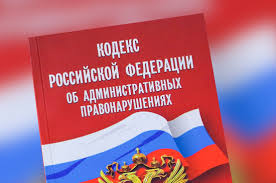 КОДЕКС
РОССИЙСКОЙ ФЕДЕРАЦИИ
ОБ АДМИНИСТРАТИВНЫХ
ПРАВОНАРУШЕНИЯХ